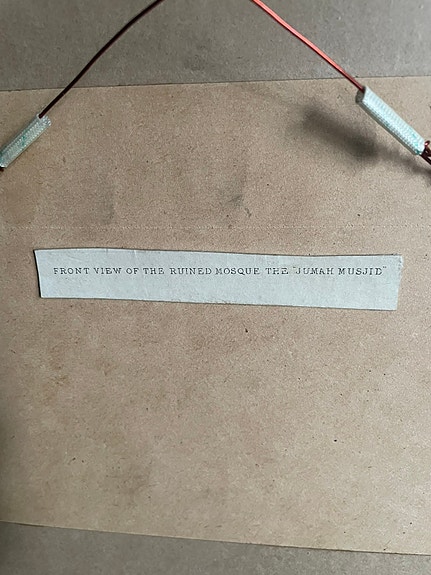 FRONT VIEW OF THE RUINED MOSQUE THE "JUMAH MUSJID"